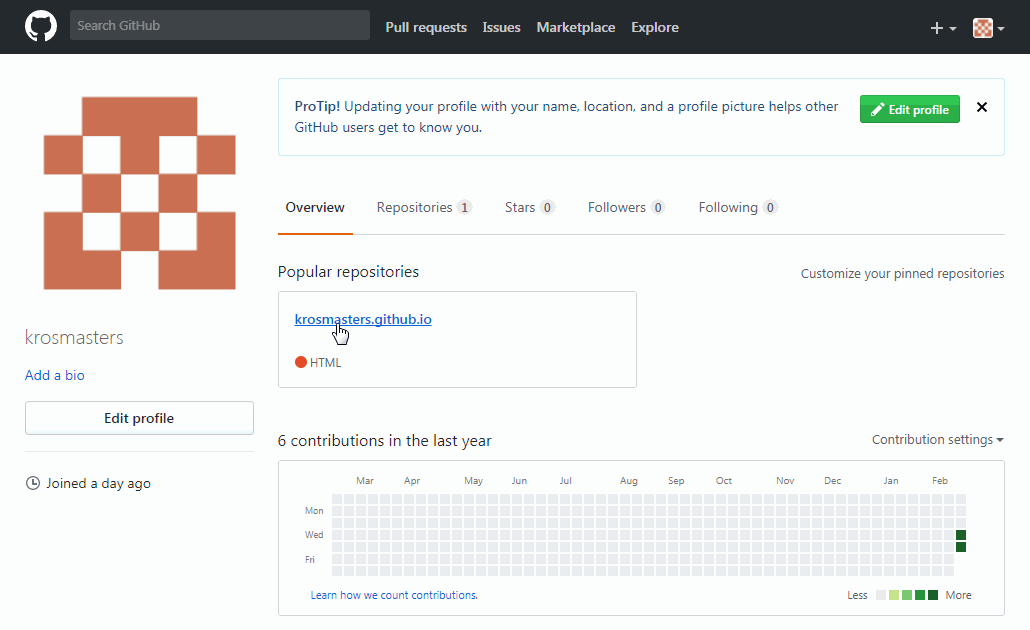 Search GitHub
Pull requests Issues Marketplace Explore
ProTip! Updating your profile with your name, location, and a profile picture helps other
GitHub users get to know you.
Edit profile
Overview Repositories 1 Stars 0 Followers 0 Following 0
Popular repositories
Customize your pinned repositories
krosmasters.github.io
HTML
krosmasters
Add a bio
Edit profile
Joined a day ago
6 contributions in the last year
Contribution settings
Mar Apr May Jun Jul Aug Sep Oct Nov Dec Jan Feb
Mon
Wed
Fri
Learn how we count contributions.
Less More